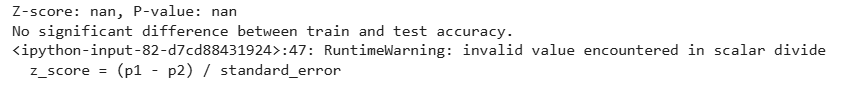 Z-score: nan, P-value: nan
No significant difference between train and test accuracy.
<ipython-input-82-d7cd88431924>:47: RuntimeWarning: invalid value encountered in scalar divide
  z_score = (p1 - p2) / standard_error